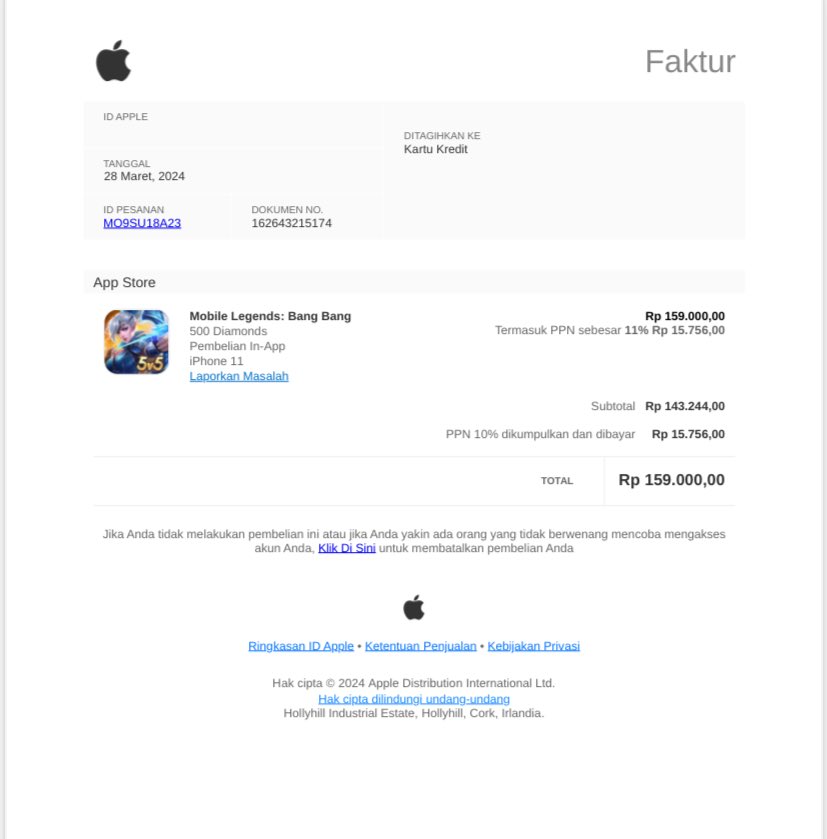 Faktur
ID APPLE
TANGGAL
28 Maret, 2024
ID PESANAN
MO9SU18A23
DOKUMEN NO.
162643215174
DITAGIHKAN KE
Kartu Kredit
App Store
5v5
Mobile Legends: Bang Bang
500 Diamonds
Pembelian In-App
iPhone 11
Laporkan Masalah
Rp 159.000,00
Termasuk PPN sebesar 11% Rp 15.756,00
Subtotal Rp 143.244,00
PPN 10% dikumpulkan dan dibayar Rp 15.756,00
TOTAL Rp 159.000,00
Jika Anda tidak melakukan pembelian ini atau jika Anda yakin ada orang yang tidak berwenang mencoba mengakses
akun Anda, Klik Di Sini untuk membatalkan pembelian Anda
Ringkasan ID Apple • Ketentuan Penjualan • Kebijakan Privasi
Hak cipta © 2024 Apple Distribution International Ltd.
Hak cipta dilindungi undang-undang
Hollyhill Industrial Estate, Hollyhill, Cork, Irlandia.